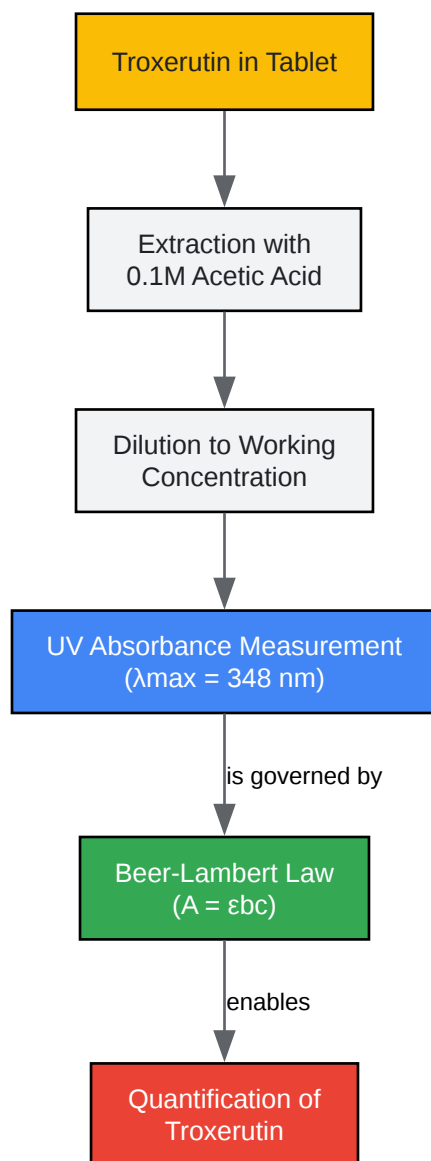 Troxerutin in Tablet
Extraction with
0.1M Acetic Acid
Dilution to Working
Concentration
UV Absorbance Measurement
(λmax = 348 nm)
is governed by
Beer-Lambert Law
(A = εbc)
enables
Quantification of
Troxerutin